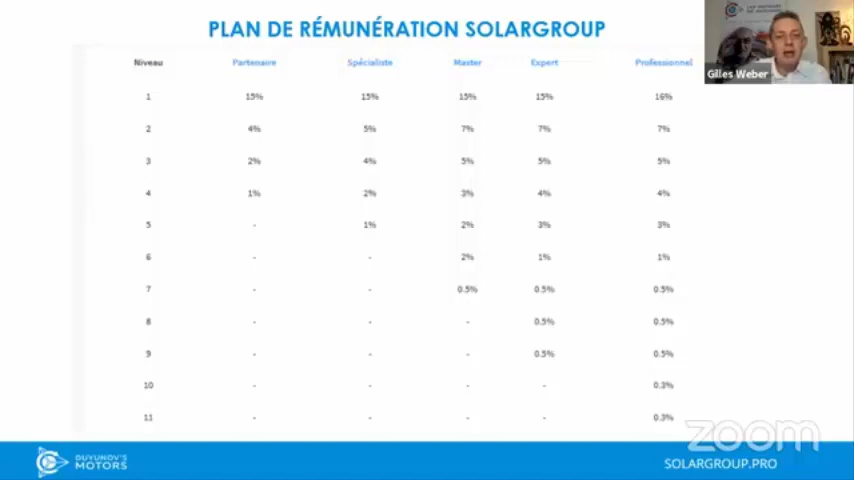 PLAN DE RÉMUNÉRATION SOLARGROUP
Gilles Weber
Niveau Partenaire Spécialiste Master Expert Professionnel
1 15% 15% 15% 15% 16%
2 4% 5% 7% 7% 7%
3 2% 4% 5% 5% 5%
4 1% 2% 3% 4% 4%
5 - 1% 2% 3% 3%
6 - - 2% 1% 1%
7 - - 0.5% 0.5% 0.5%
8 - - - 0.5% 0.5%
9 - - - 0.5% 0.5%
10 - - - - 0.3%
11 - - - - 0.3%
zoom
DUYUNOV'S
MOTORS
SOLARGROUP.PRO